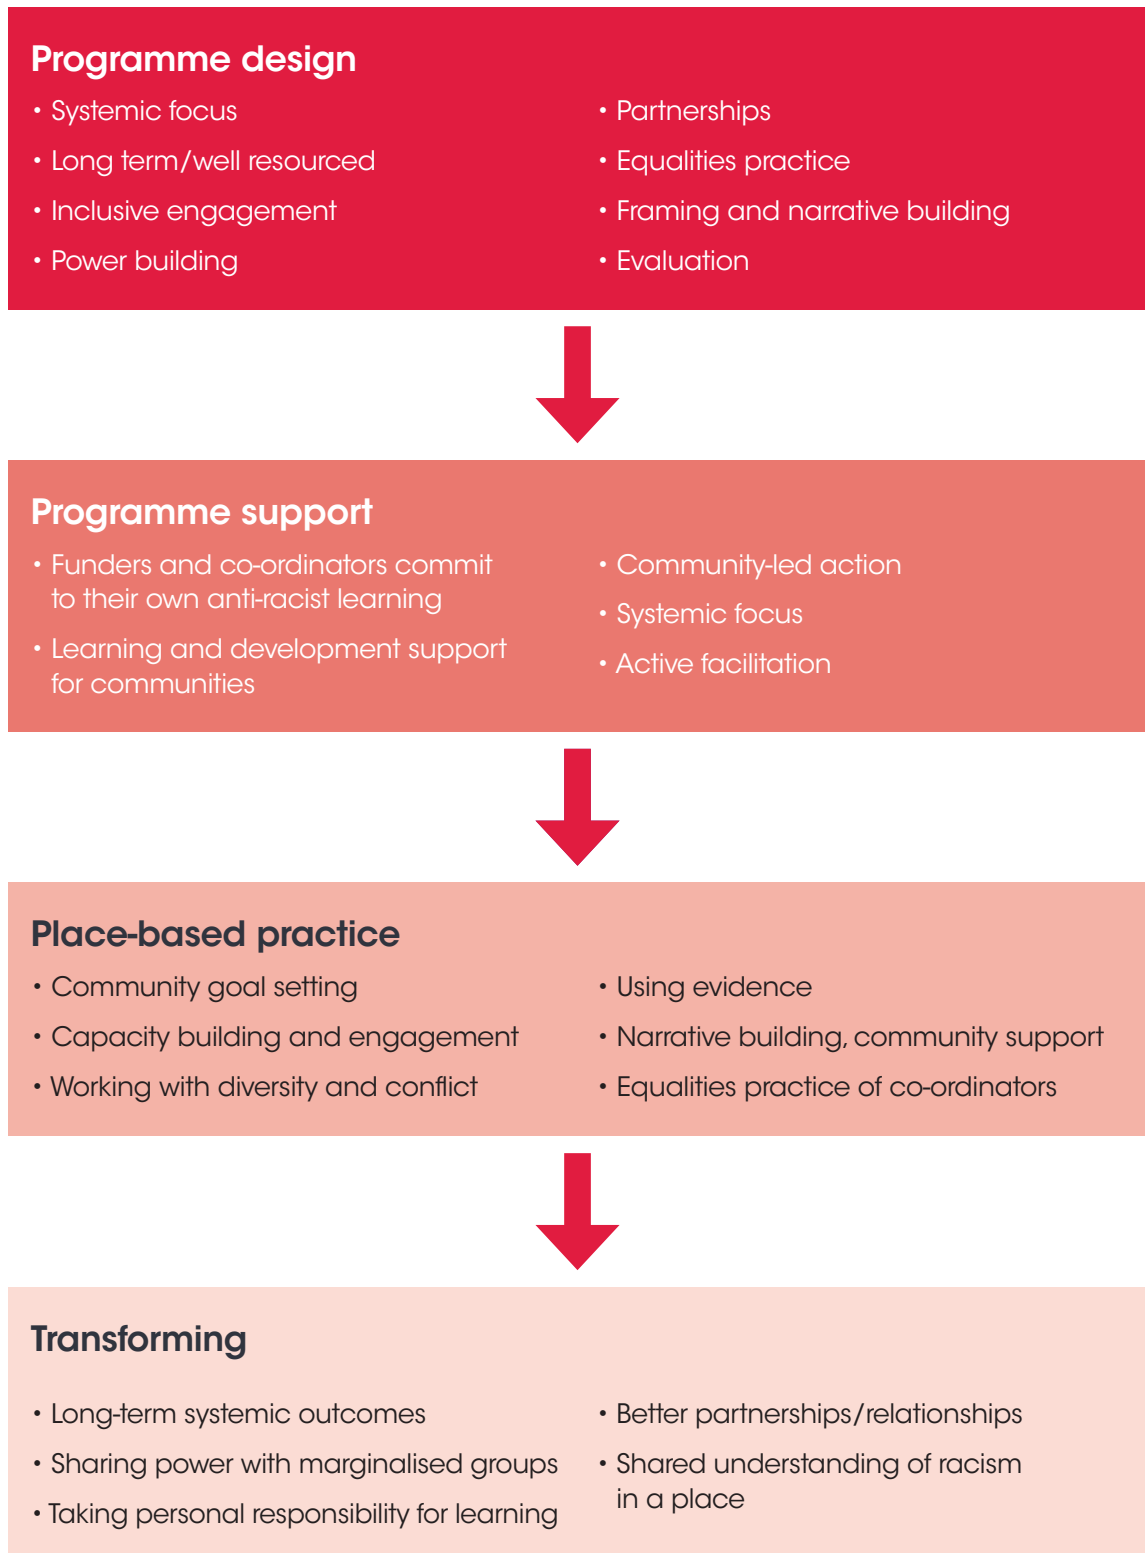 Programme design
• Systemic focus
• Long term/well resourced
• Inclusive engagement
• Power building
• Partnerships
• Equalities practice
• Framing and narrative building
• Evaluation
Programme support
• Funders and co-ordinators commit
to their own anti-racist learning
• Learning and development support
for communities
• Community-led action
• Systemic focus
• Active facilitation
Place-based practice
• Community goal setting
• Capacity building and engagement
• Working with diversity and conflict
• Using evidence
• Narrative building, community support
• Equalities practice of co-ordinators
Transforming
• Long-term systemic outcomes
• Sharing power with marginalised groups
• Taking personal responsibility for learning
• Better partnerships/relationships
• Shared understanding of racism
in a place